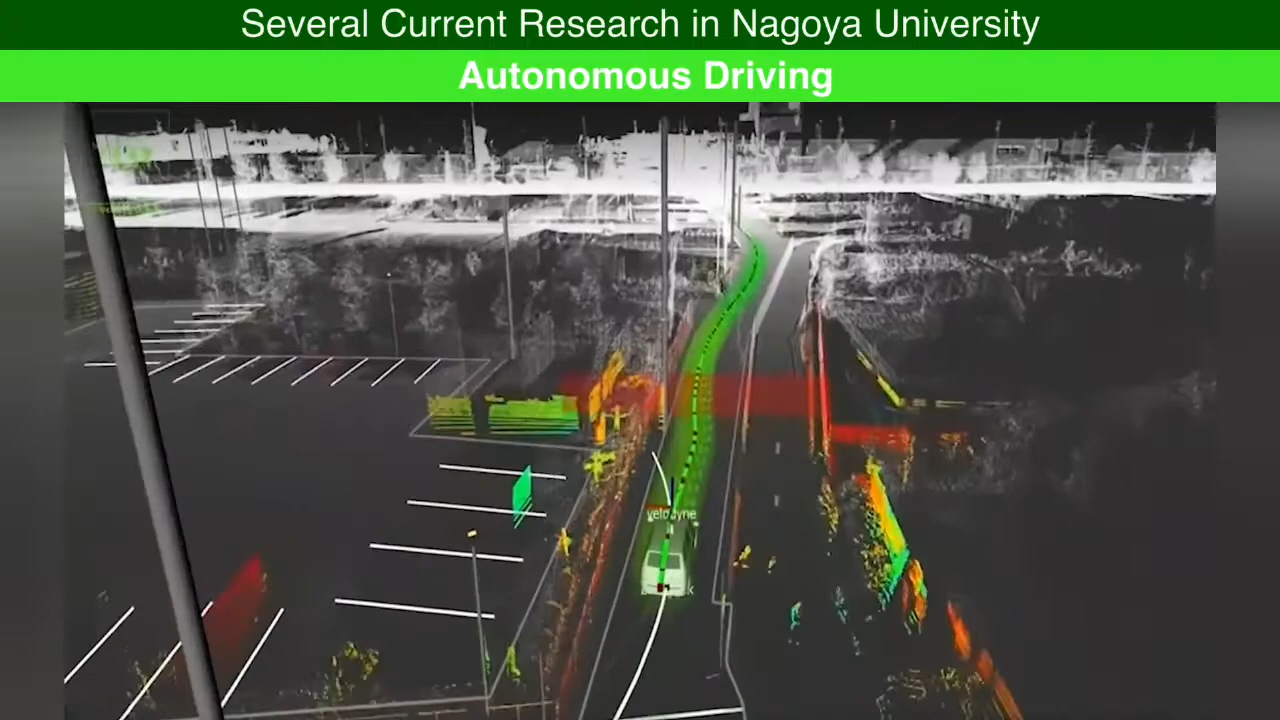 Several Current Research in Nagoya University
Autonomous Driving
velodyne